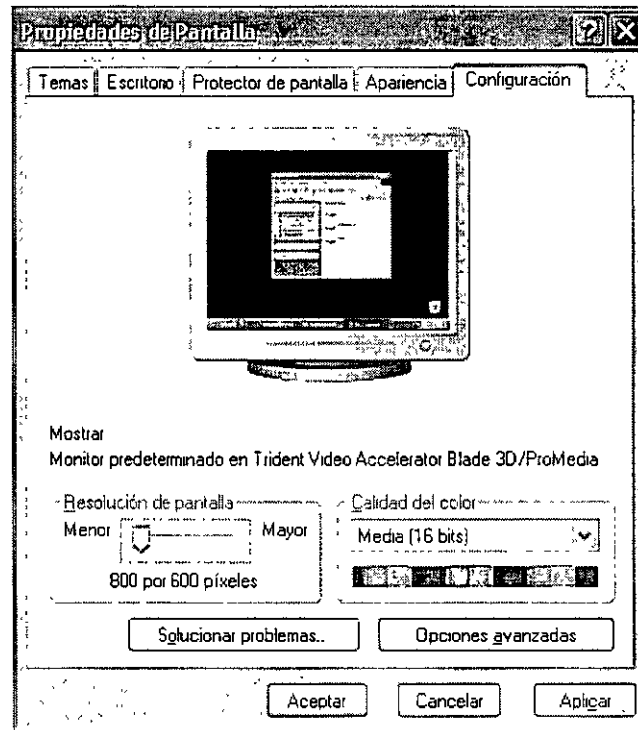 Propiedades de Pantalla
Temas Escritorio Protector de pantalla Apariencia Configuración
Mostrar
Monitor predeterminado en Trident Video Accelerator Blade 3D/ProMedia
Resolución de pantalla
Menor Mayor
800 por 600 píxeles
Calidad del color
Media (16 bits)
Solucionar problemas.. Opciones avanzadas
Aceptar Cancelar Aplicar